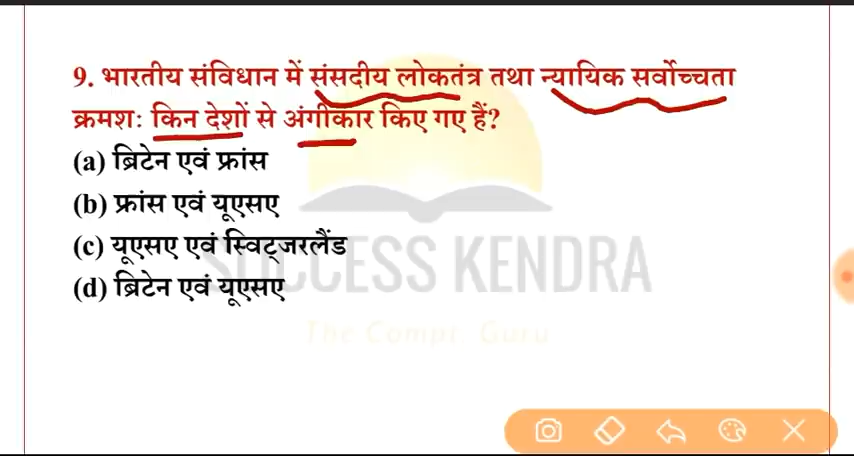 9. भारतीय संविधान में संसदीय लोकतंत्र तथा न्यायिक सर्वोच्चता
क्रमशः किन देशों से अंगीकार किए गए हैं?
(a) ब्रिटेन एवं फ्रांस
(b) फ्रांस एवं यूएसए
(c) यूएसए एवं स्विट्जरलैंड
(d) ब्रिटेन एवं यूएसए
SUCCESS KENDRA
The Compt. Guru